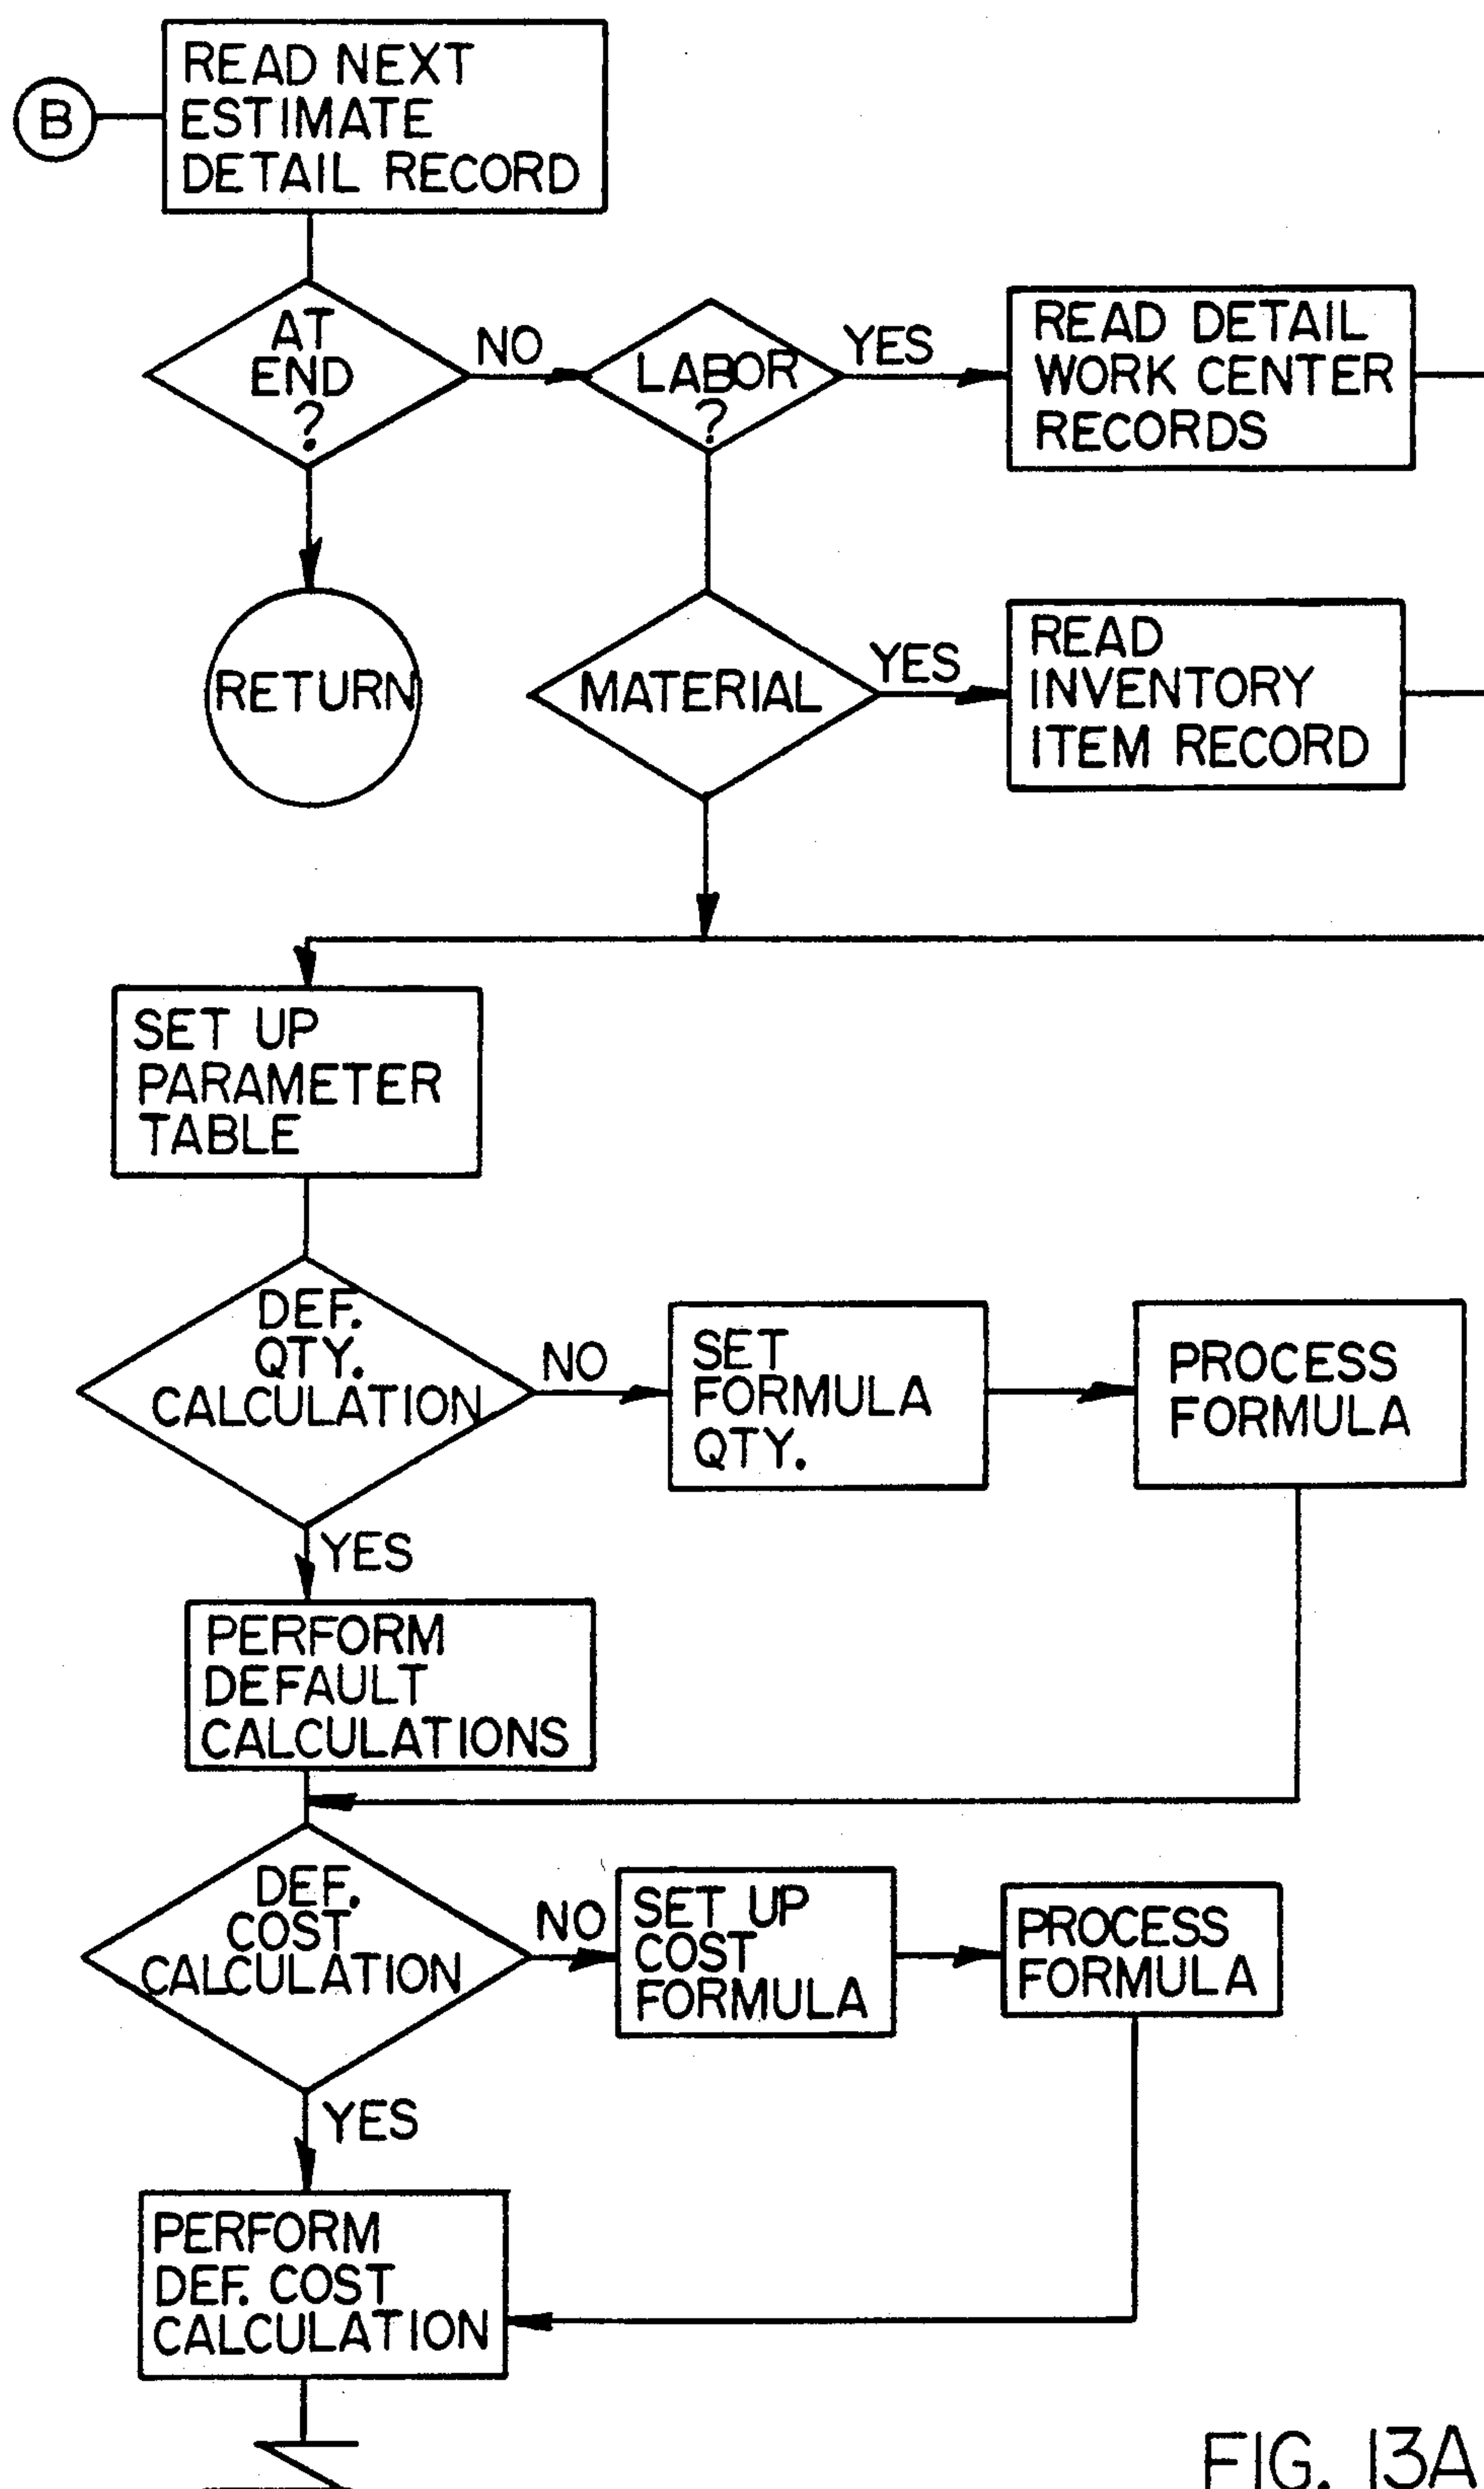 READ NEXT
ESTIMATE
DETAIL RECORD
B
AT
END
?
NO
LABOR
?
YES
READ DETAIL
WORK CENTER
RECORDS
RETURN
MATERIAL
YES
READ
INVENTORY
ITEM RECORD
SET UP
PARAMETER
TABLE
DEF.
QTY.
CALCULATION
NO
SET
FORMULA
QTY.
PROCESS
FORMULA
YES
PERFORM
DEFAULT
CALCULATIONS
DEF.
COST
CALCULATION
NO
SET UP
COST
FORMULA
PROCESS
FORMULA
YES
PERFORM
DEF. COST
CALCULATION
FIG. 13A